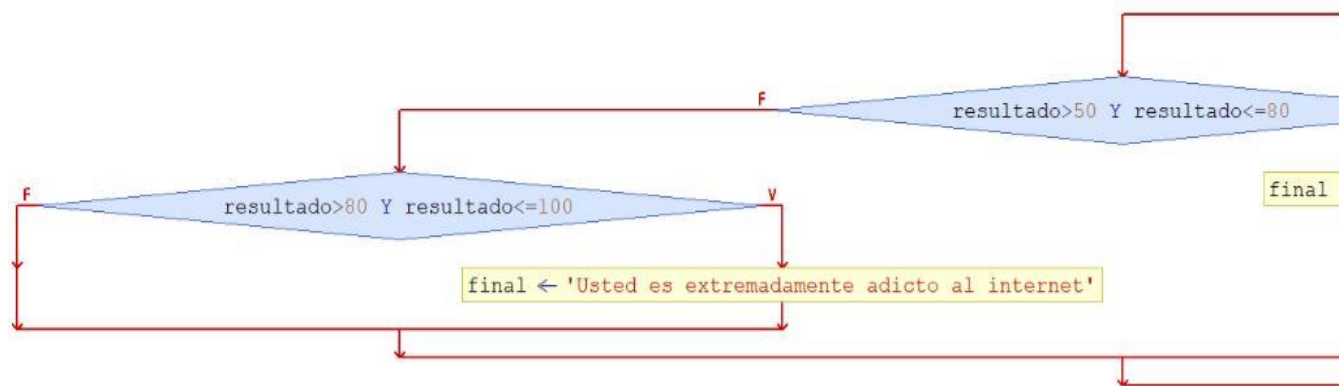 F
resultado>50 Y resultado<=80
F
V
resultado>80 Y resultado<=100
final
final ← 'Usted es extremadamente adicto al internet'